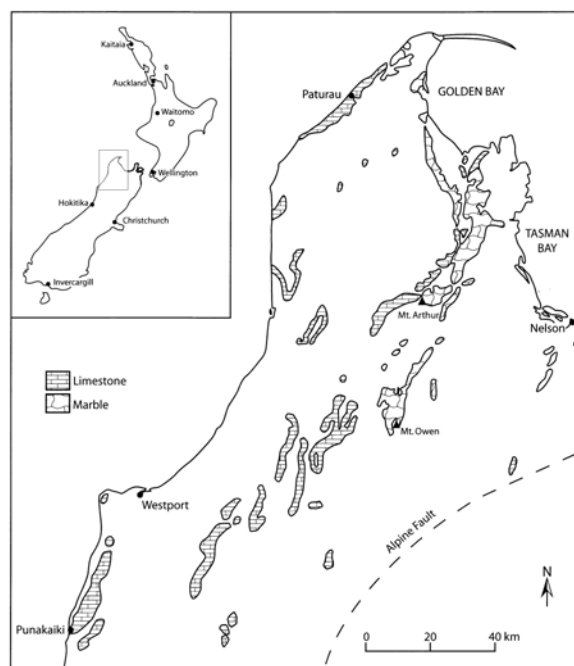 Kaitaia
Auckland
Waitomo
Wellington
Hokitika
Christchurch
Invercargill
Paturau
GOLDEN BAY
TASMAN
BAY
Mt. Arthur
Nelson
Limestone
Marble
Mt. Owen
Westport
Alpine Fault
N
Punakaiki
0 20 40 km